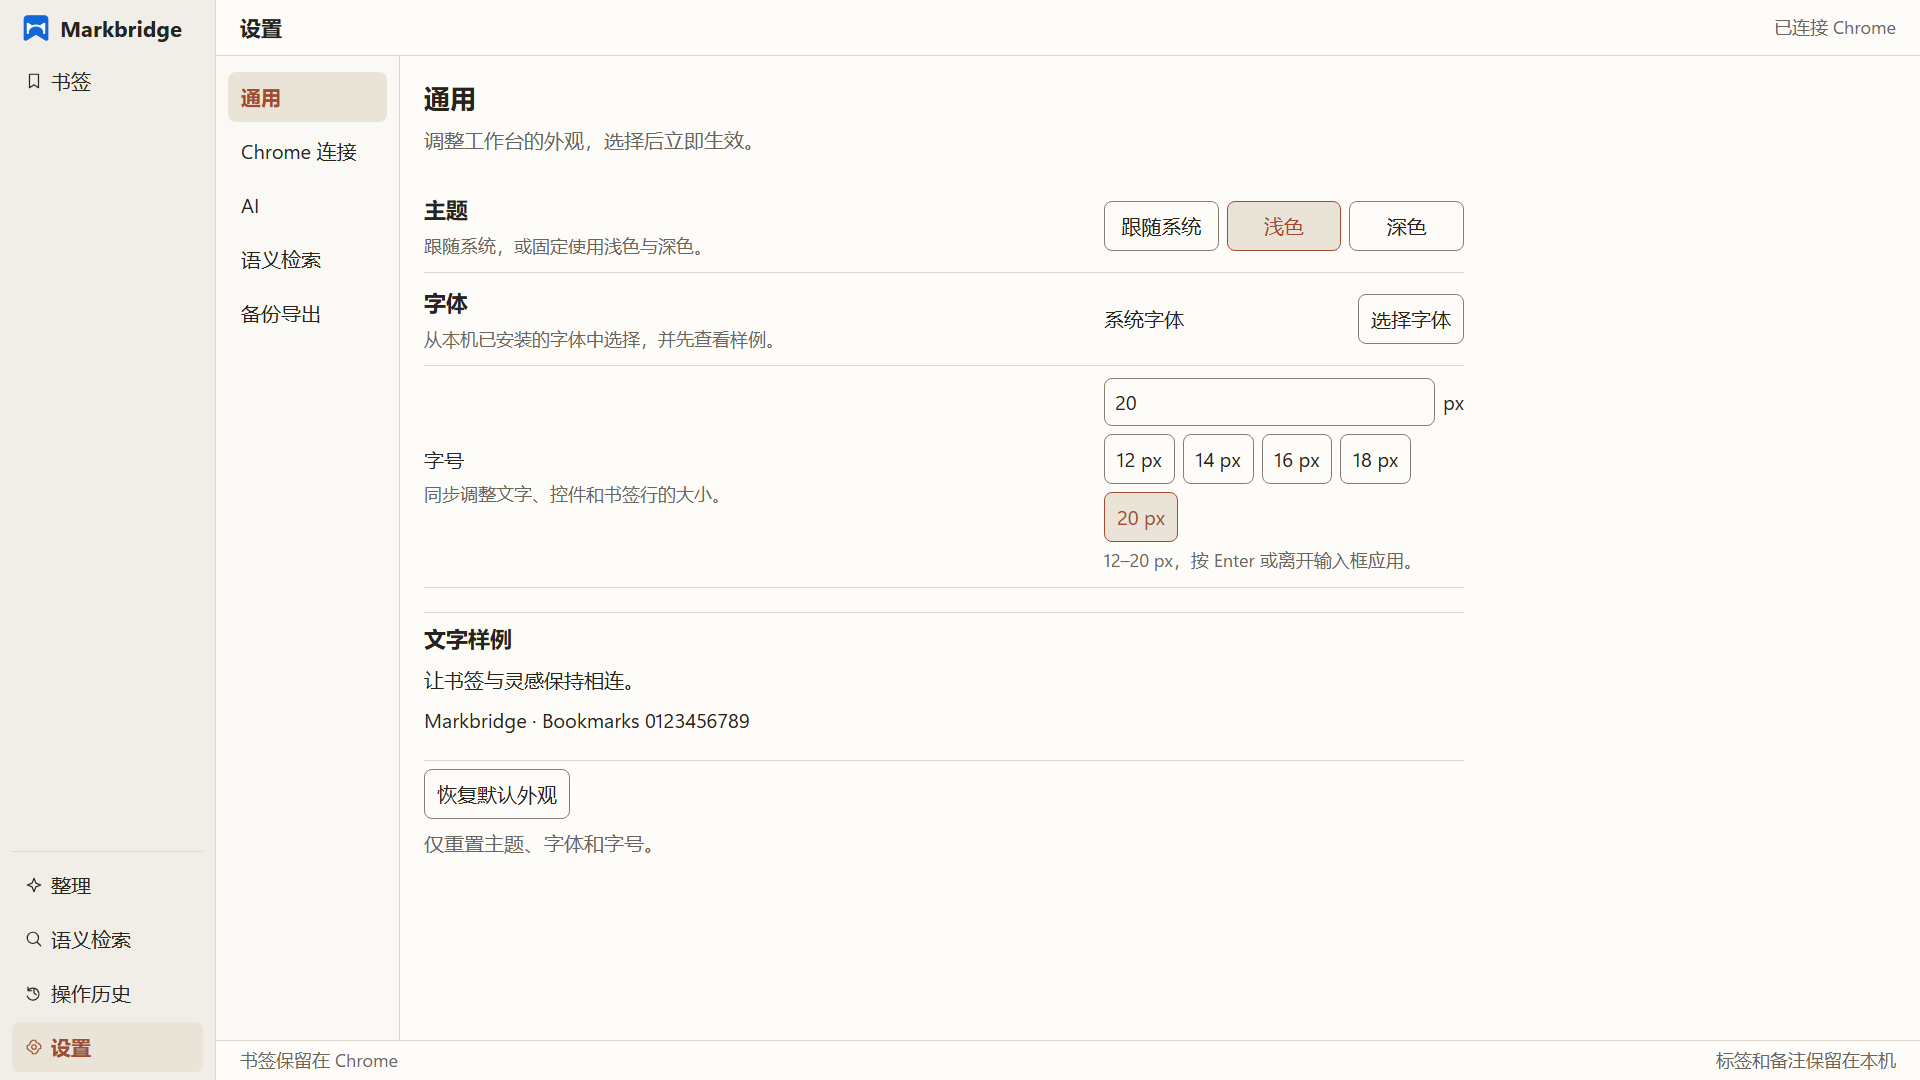 Markbridge
书签
整理
语义检索
操作历史
设置
设置
已连接 Chrome
通用
Chrome 连接
AI
语义检索
备份导出
通用
调整工作台的外观，选择后立即生效。
主题
跟随系统，或固定使用浅色与深色。
跟随系统
浅色
深色
字体
从本机已安装的字体中选择，并先查看样例。
系统字体
选择字体
字号
同步调整文字、控件和书签行的大小。
20 px
12 px 14 px 16 px 18 px
20 px
12–20 px，按 Enter 或离开输入框应用。
文字样例
让书签与灵感保持相连。
Markbridge · Bookmarks 0123456789
恢复默认外观
仅重置主题、字体和字号。
书签保留在 Chrome
标签和备注保留在本机